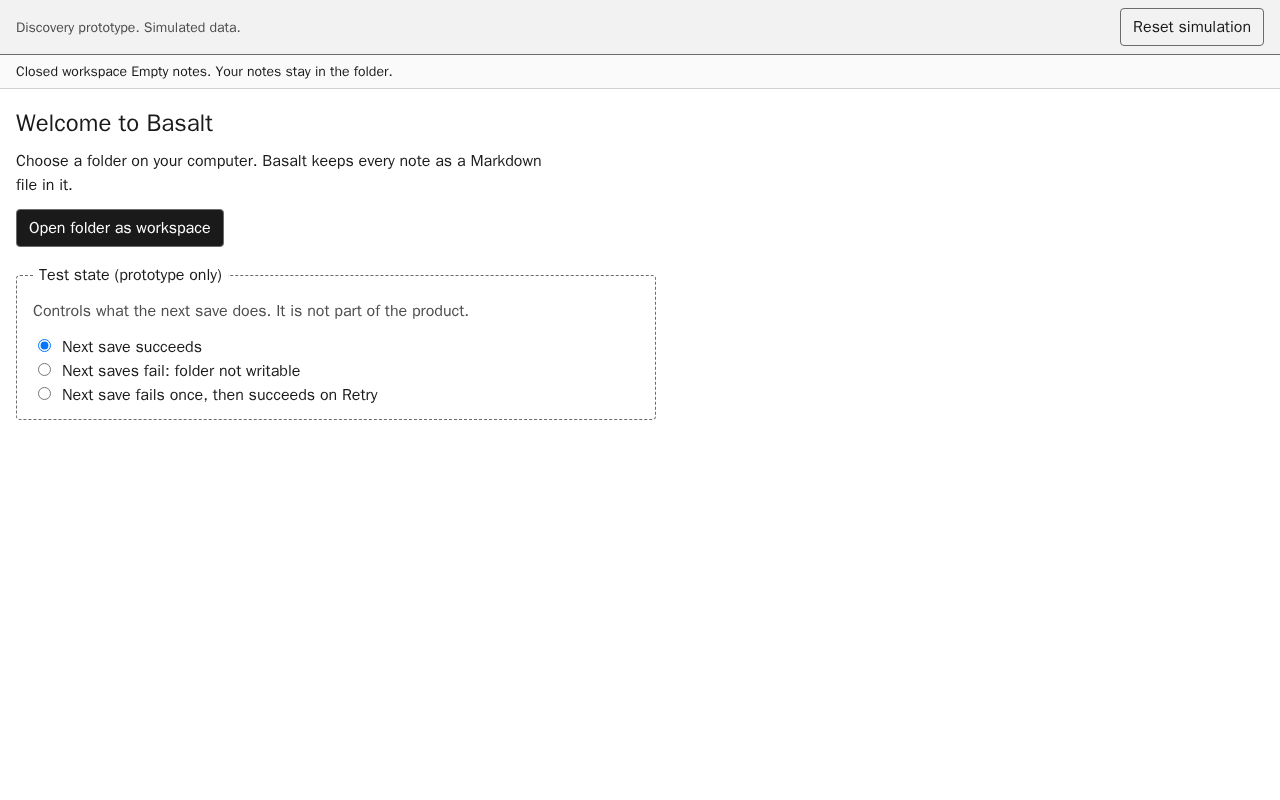 Discovery prototype. Simulated data.
Reset simulation
Closed workspace Empty notes. Your notes stay in the folder.
Welcome to Basalt
Choose a folder on your computer. Basalt keeps every note as a Markdown
file in it.
Open folder as workspace
Test state (prototype only)
Controls what the next save does. It is not part of the product.
Next save succeeds
Next saves fail: folder not writable
Next save fails once, then succeeds on Retry